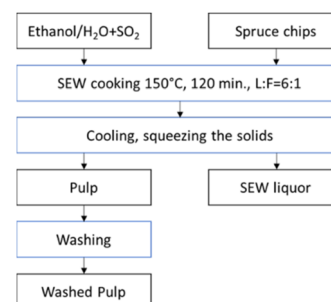 Ethanol/H₂O+SO₂
Spruce chips
SEW cooking 150°C, 120 min., L:F=6:1
Cooling, squeezing the solids
Pulp
SEW liquor
Washing
Washed Pulp